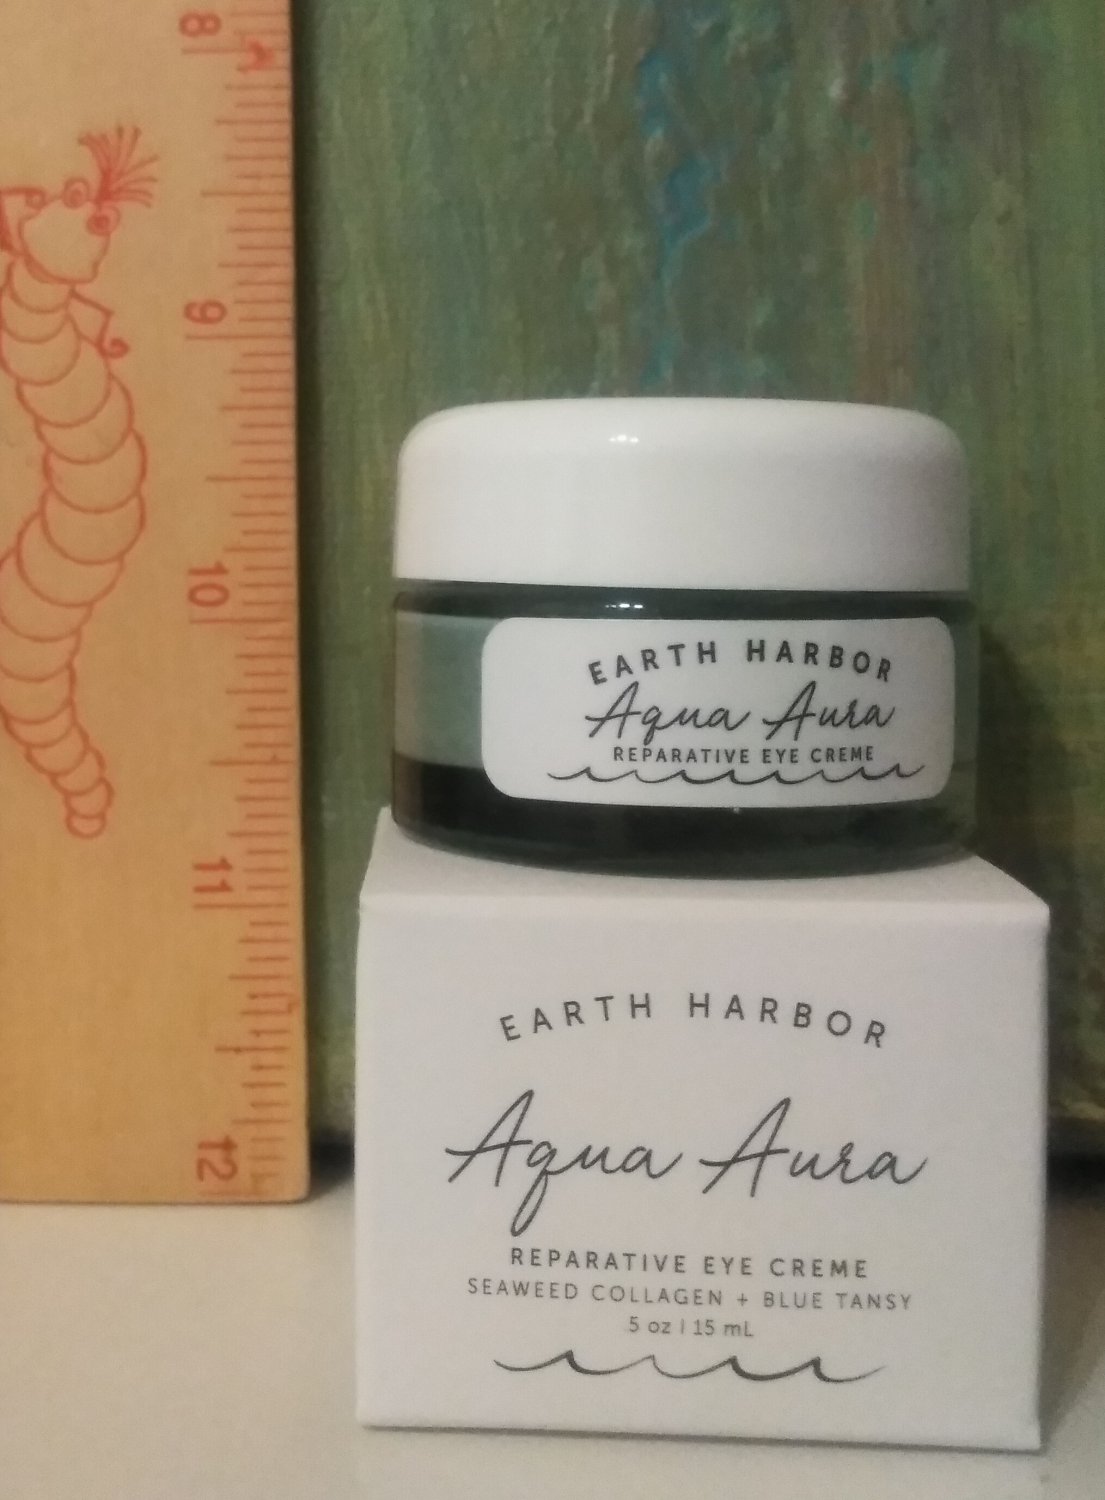 8
9
10
11
12
EARTH HARBOR
Aqua Aura
REPARATIVE EYE CREME
EARTH HARBOR
Aqua Aura
REPARATIVE EYE CREME
SEAWEED COLLAGEN + BLUE TANSY
.5 oz | 15 mL